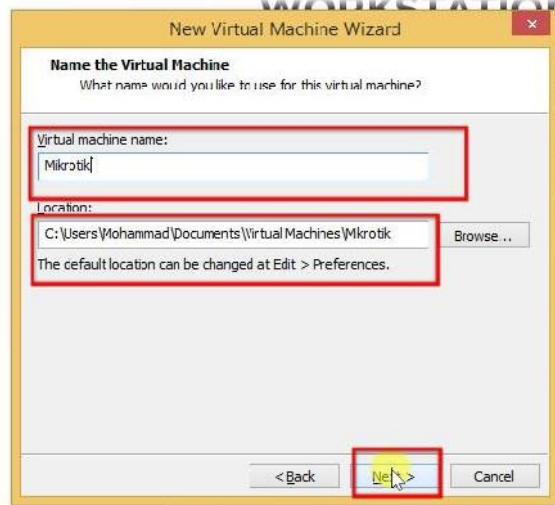 WORKSTATION
New Virtual Machine Wizard
Name the Virtual Machine
What name would you like to use for this virtual machine?
Virtual machine name:
Mikrotik
Location:
C:\Users\Mohammad\Documents\Virtual Machines\Mikrotik
Browse...
The default location can be changed at Edit > Preferences.
< Back
Next >
Cancel